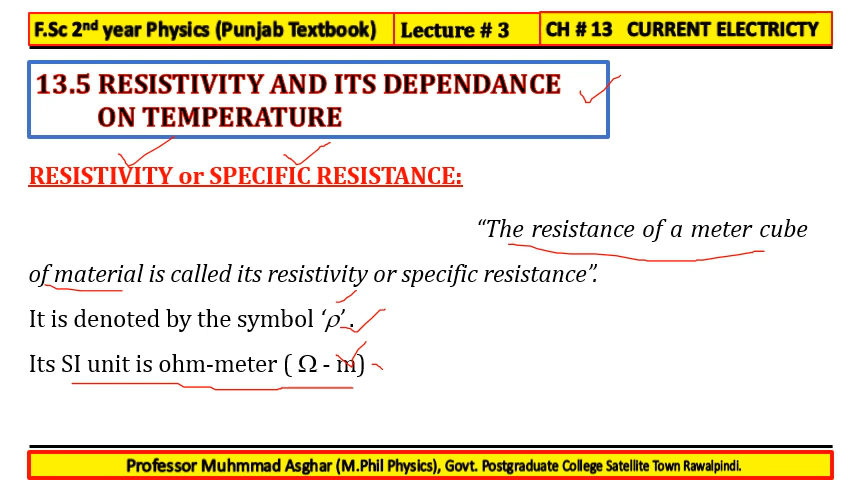 F.Sc 2nd year Physics (Punjab Textbook) Lecture # 3 CH # 13 CURRENT ELECTRICTY
13.5 RESISTIVITY AND ITS DEPENDANCE
ON TEMPERATURE
RESISTIVITY or SPECIFIC RESISTANCE:
“The resistance of a meter cube
of material is called its resistivity or specific resistance”.
It is denoted by the symbol ‘ρ’ .
Its SI unit is ohm-meter ( Ω - m)
Professor Muhmmad Asghar (M.Phil Physics), Govt. Postgraduate College Satellite Town Rawalpindi.